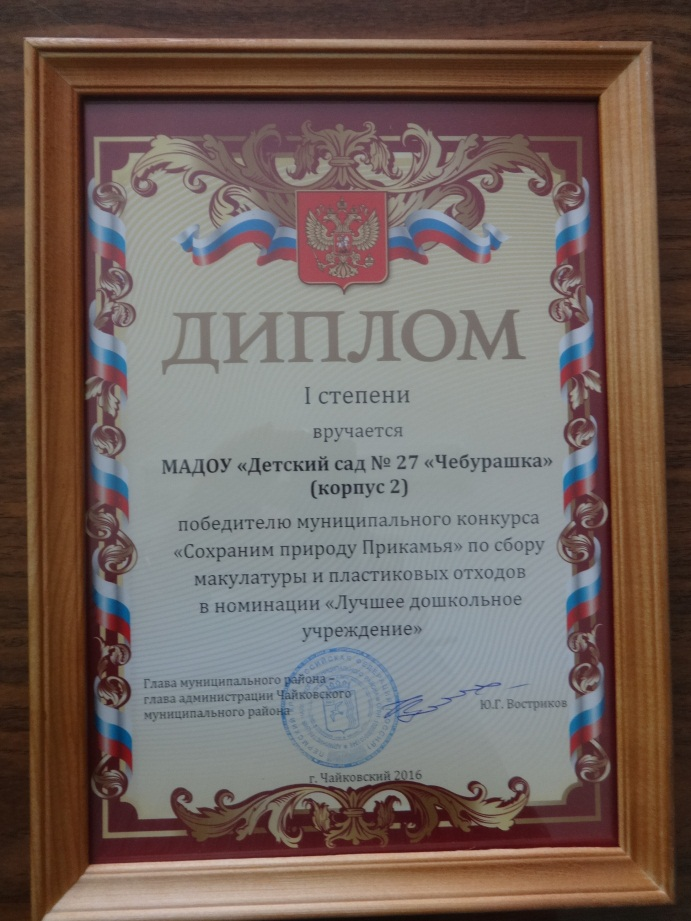 ДИПЛОМ
I степени
вручается
МАДОУ «Детский сад № 27 «Чебурашка»
(корпус 2)
победителю муниципального конкурса
«Сохраним природу Прикамья» по сбору
макулатуры и пластиковых отходов
в номинации «Лучшее дошкольное
учреждение»
Глава муниципального района –
глава администрации Чайковского
муниципального района
Ю.Г. Востриков
г. Чайковский 2016